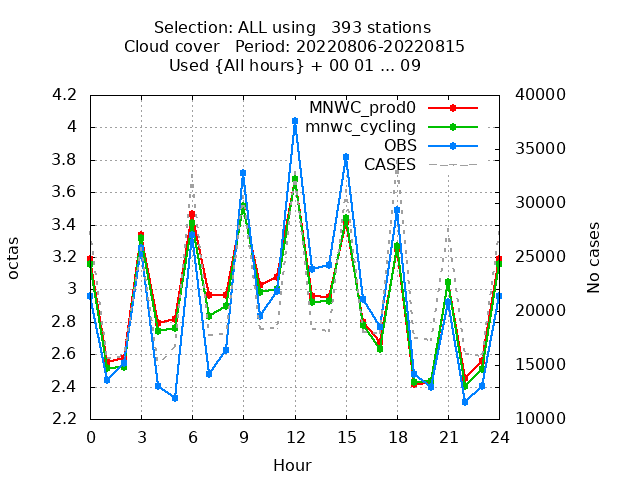 Selection: ALL using   393 stations
Cloud cover   Period: 20220806-20220815
Used {All hours} + 00 01 ... 09
4.2
4
3.8
3.6
3.4
3.2
3
2.8
2.6
2.4
2.2
40000
35000
30000
25000
20000
15000
10000
MNWC_prod0
mnwc_cycling
OBS
CASES
octas
No cases
0 3 6 9 12 15 18 21 24
Hour